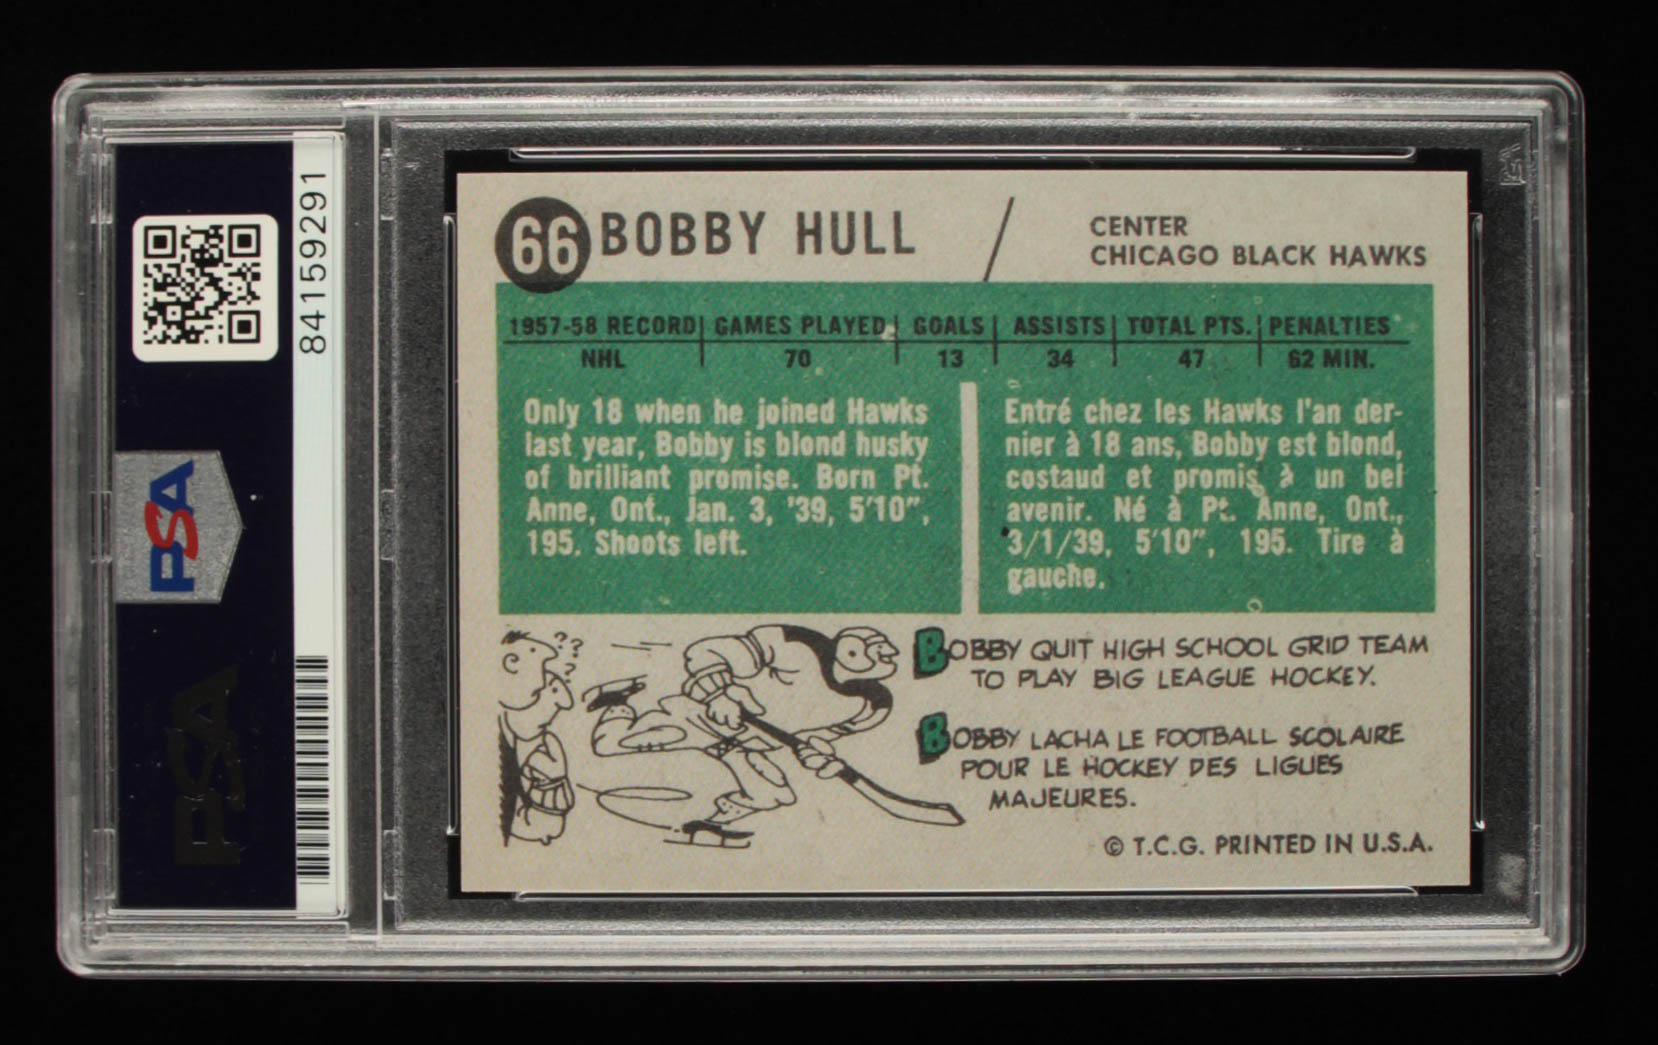 66 BOBBY HULL
CENTER
CHICAGO BLACK HAWKS
1957-58 RECORD GAMES PLAYED GOALS ASSISTS TOTAL PTS. PENALTIES
NHL 70 13 34 47 62 MIN.
Only 18 when he joined Hawks
last year, Bobby is blond husky
of brilliant promise. Born Pt.
Anne, Ont., Jan. 3, '39, 5'10",
195. Shoots left.
Entré chez les Hawks l'an der-
nier à 18 ans, Bobby est blond,
costaud et promis à un bel
avenir. Né à Pt. Anne, Ont.,
3/1/39, 5'10", 195. Tire à
gauche.
???
BOBBY QUIT HIGH SCHOOL GRID TEAM
TO PLAY BIG LEAGUE HOCKEY.
BOBBY LACHA LE FOOTBALL SCOLAIRE
POUR LE HOCKEY DES LIGUES
MAJEURES.
© T.C.G. PRINTED IN U.S.A.
84159291
PSA
PSA